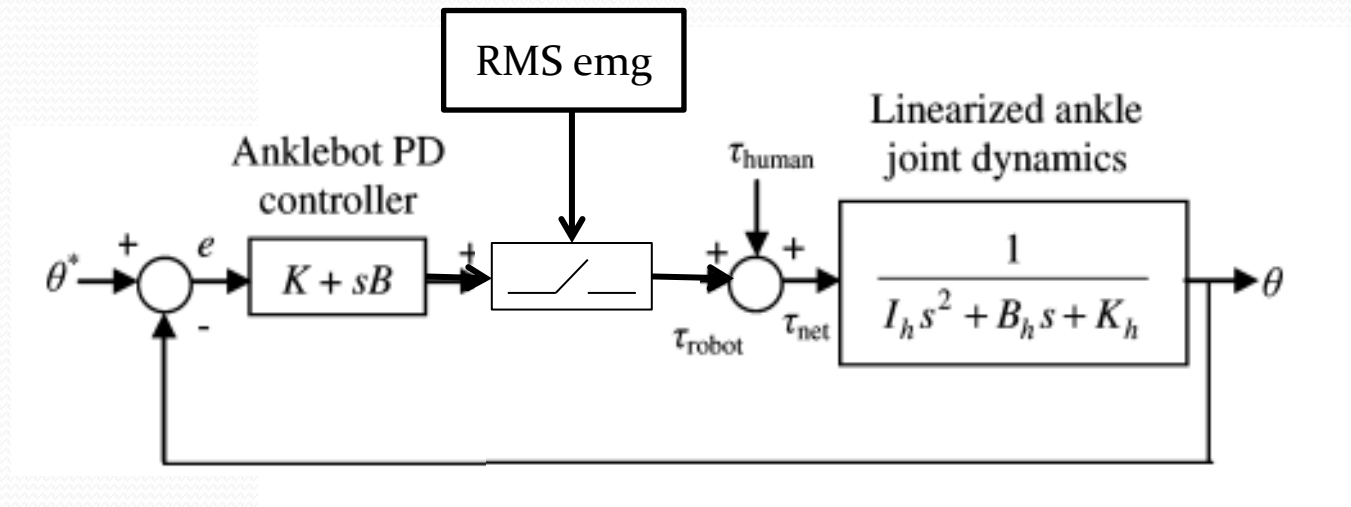 RMS emg
Linearized ankle
joint dynamics
Anklebot PD
controller
τhuman
+ e + + + 1
θ* K + sB θ
- τrobot τnet Iₕs² + Bₕs + Kₕ